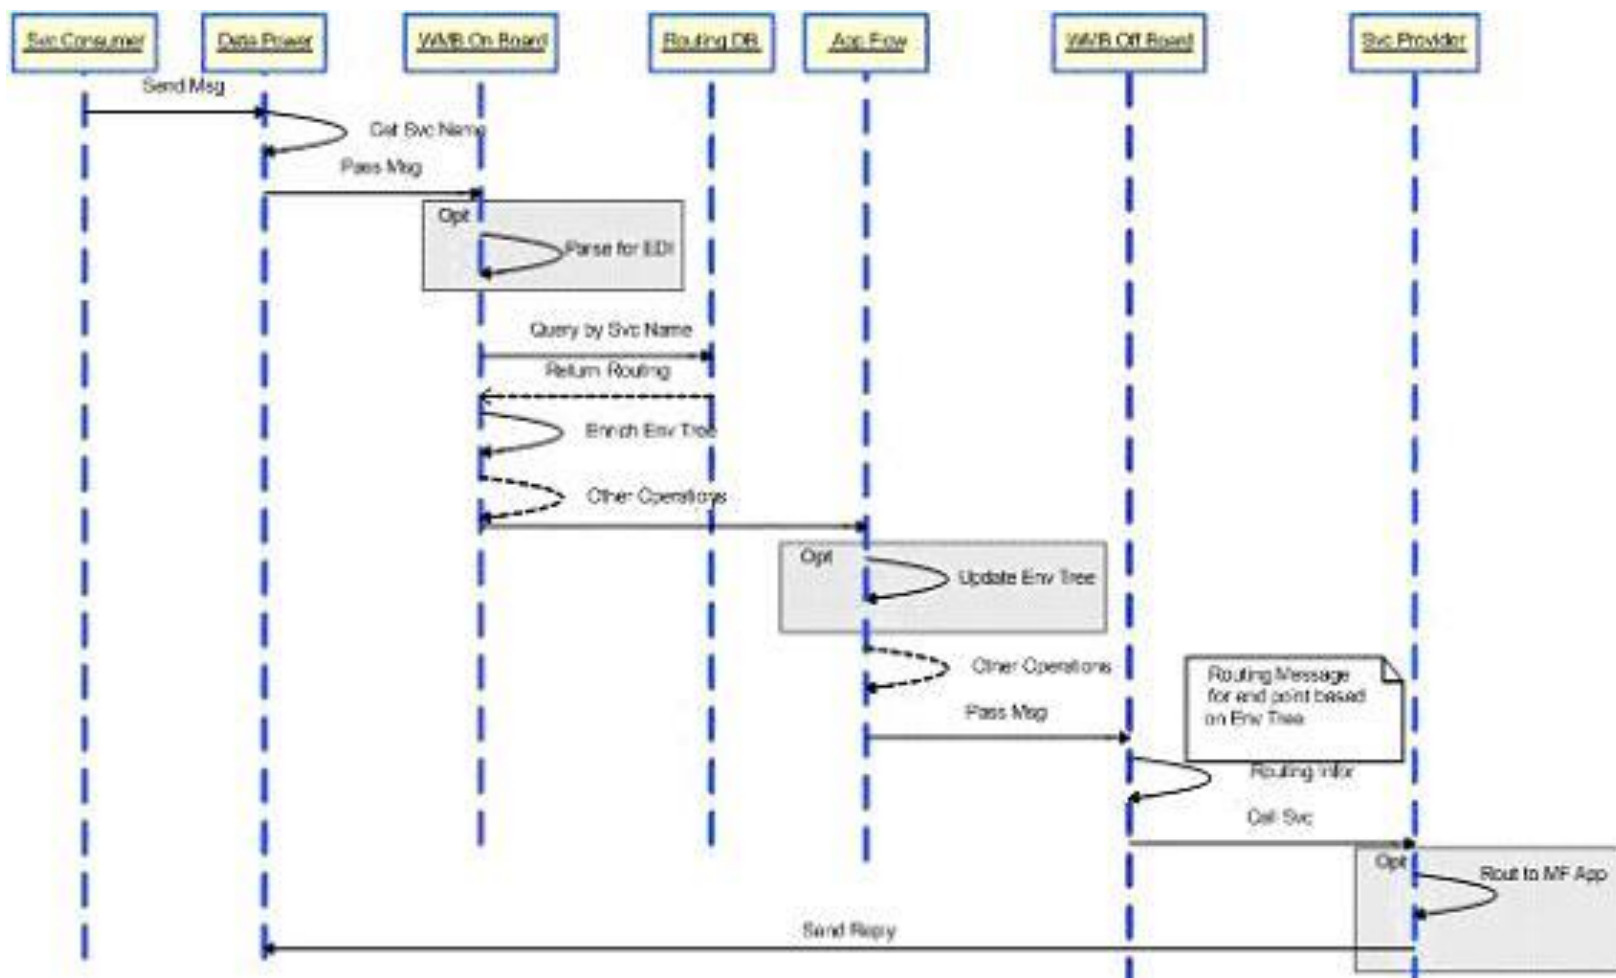 Svc Consumer
Data Power
WMB On Board
Routing DB
App Flow
WMB Off Board
Svc Provider
Send Msg
Get Svc Name
Pass Msg
Opt
Parse for EDI
Query by Svc Name
Return Routing
Enrich Env Tree
Other Operations
Opt
Update Env Tree
Other Operations
Pass Msg
Routing Message
for end point based
on Env Tree
Routing Infor
Call Svc
Opt
Rout to MF App
Send Reply